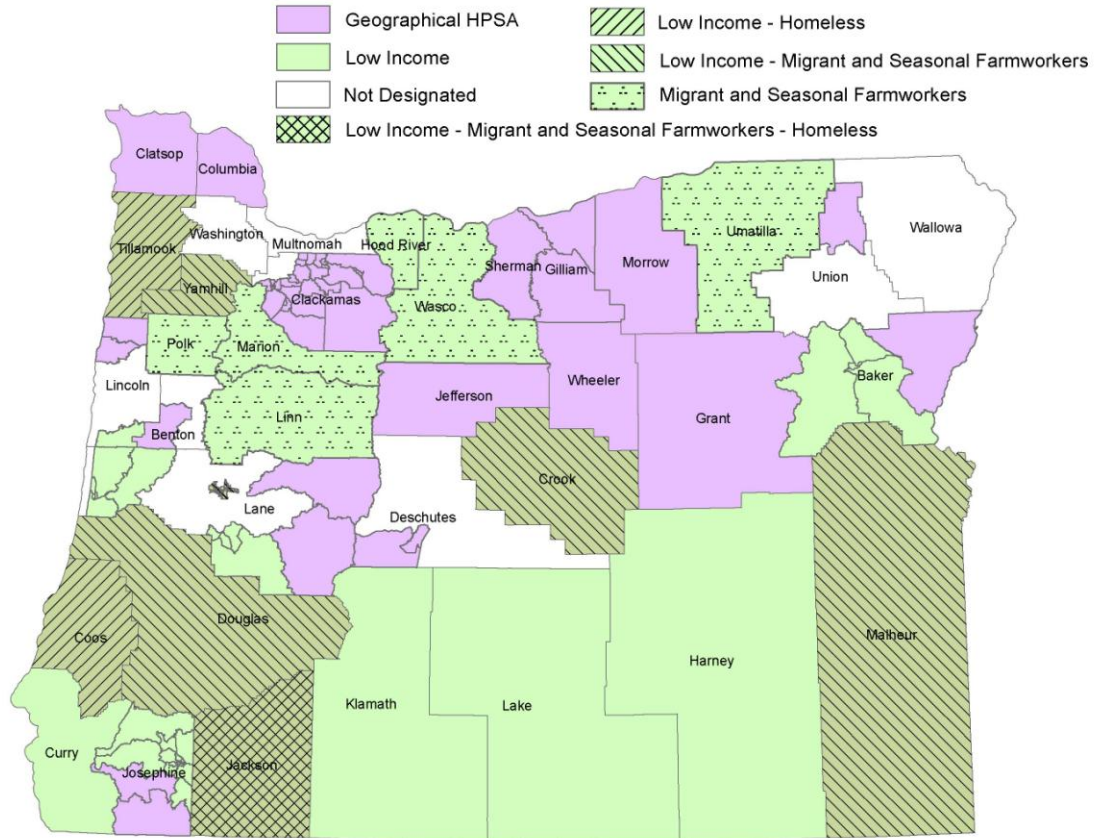 Geographical HPSA
Low Income
Not Designated
Low Income - Migrant and Seasonal Farmworkers - Homeless
Low Income - Homeless
Low Income - Migrant and Seasonal Farmworkers
Migrant and Seasonal Farmworkers
Clatsop
Columbia
Tillamook
Washington
Multnomah
Hood River
Umatilla
Wallowa
Union
Yamhill
Clackamas
Sherman
Gilliam
Morrow
Wasco
Polk
Marion
Lincoln
Jefferson
Wheeler
Grant
Baker
Benton
Linn
Crook
Lane
Deschutes
Douglas
Coos
Malheur
Harney
Klamath
Lake
Curry
Josephine
Jackson